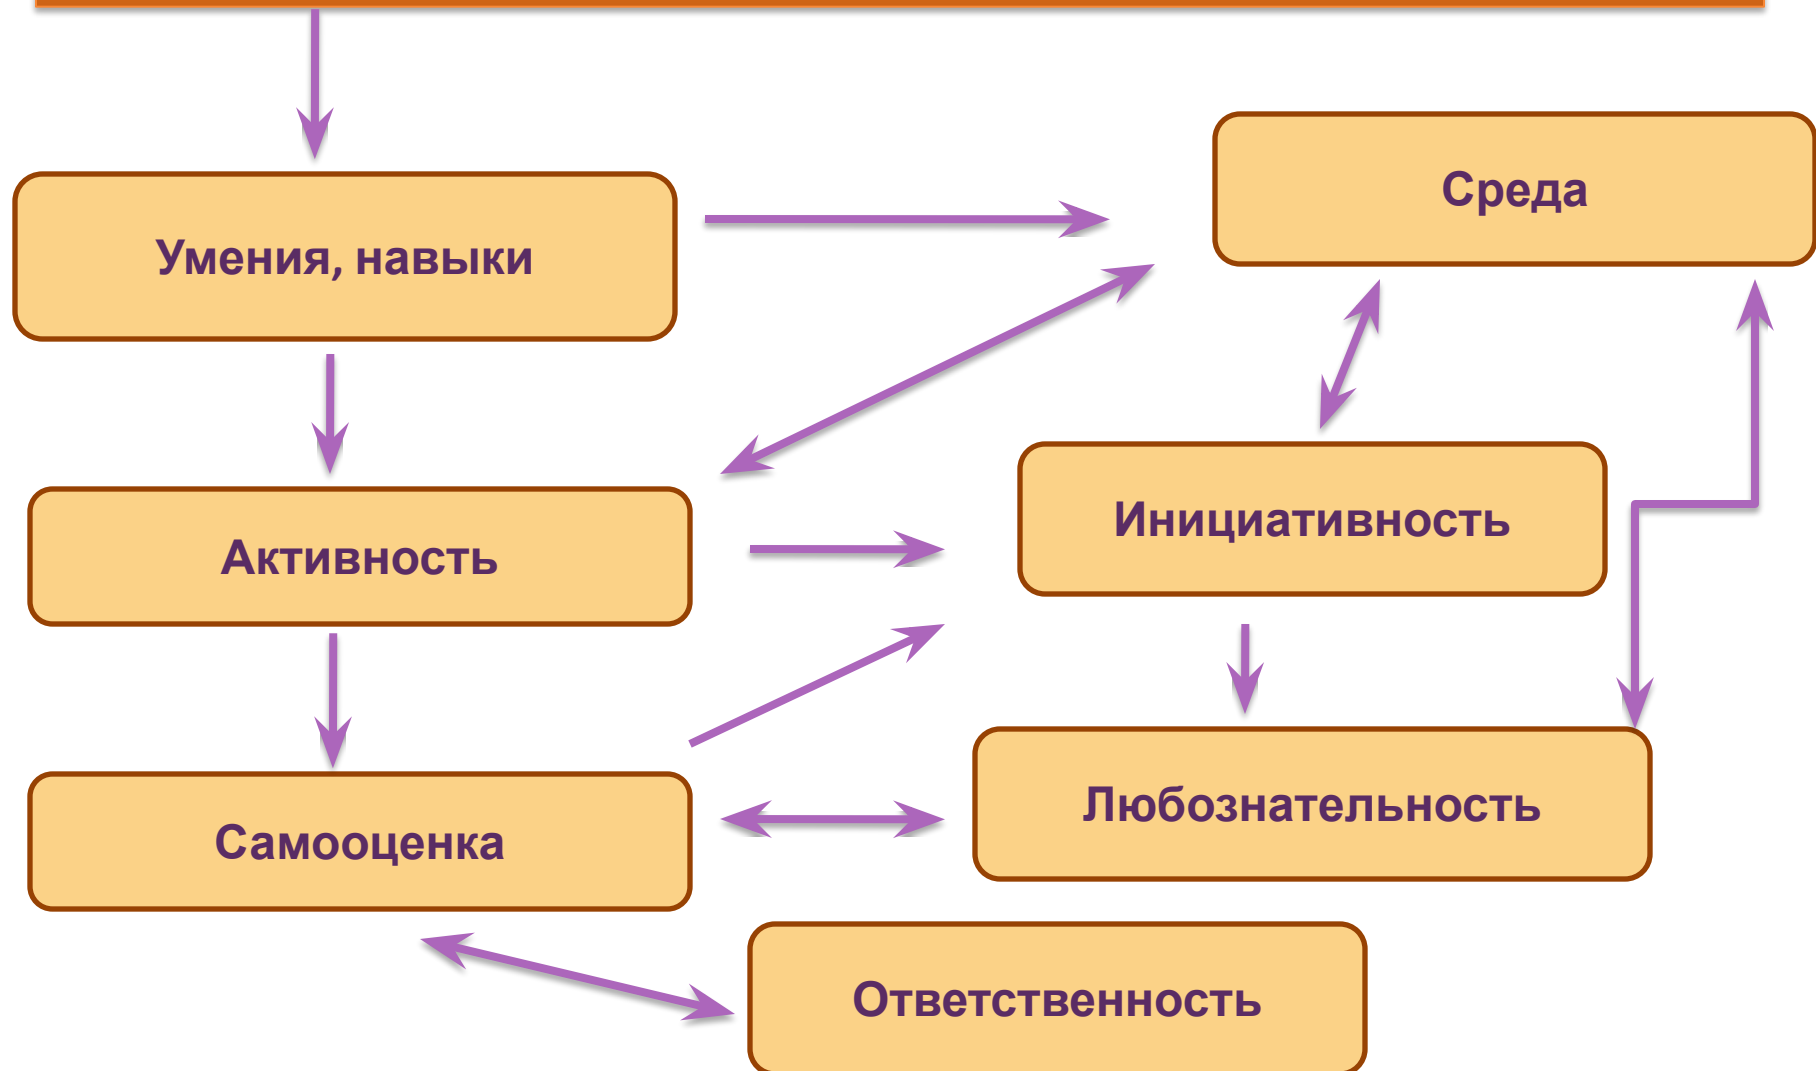 Среда
Умения, навыки
Инициативность
Активность
Любознательность
Самооценка
Ответственность